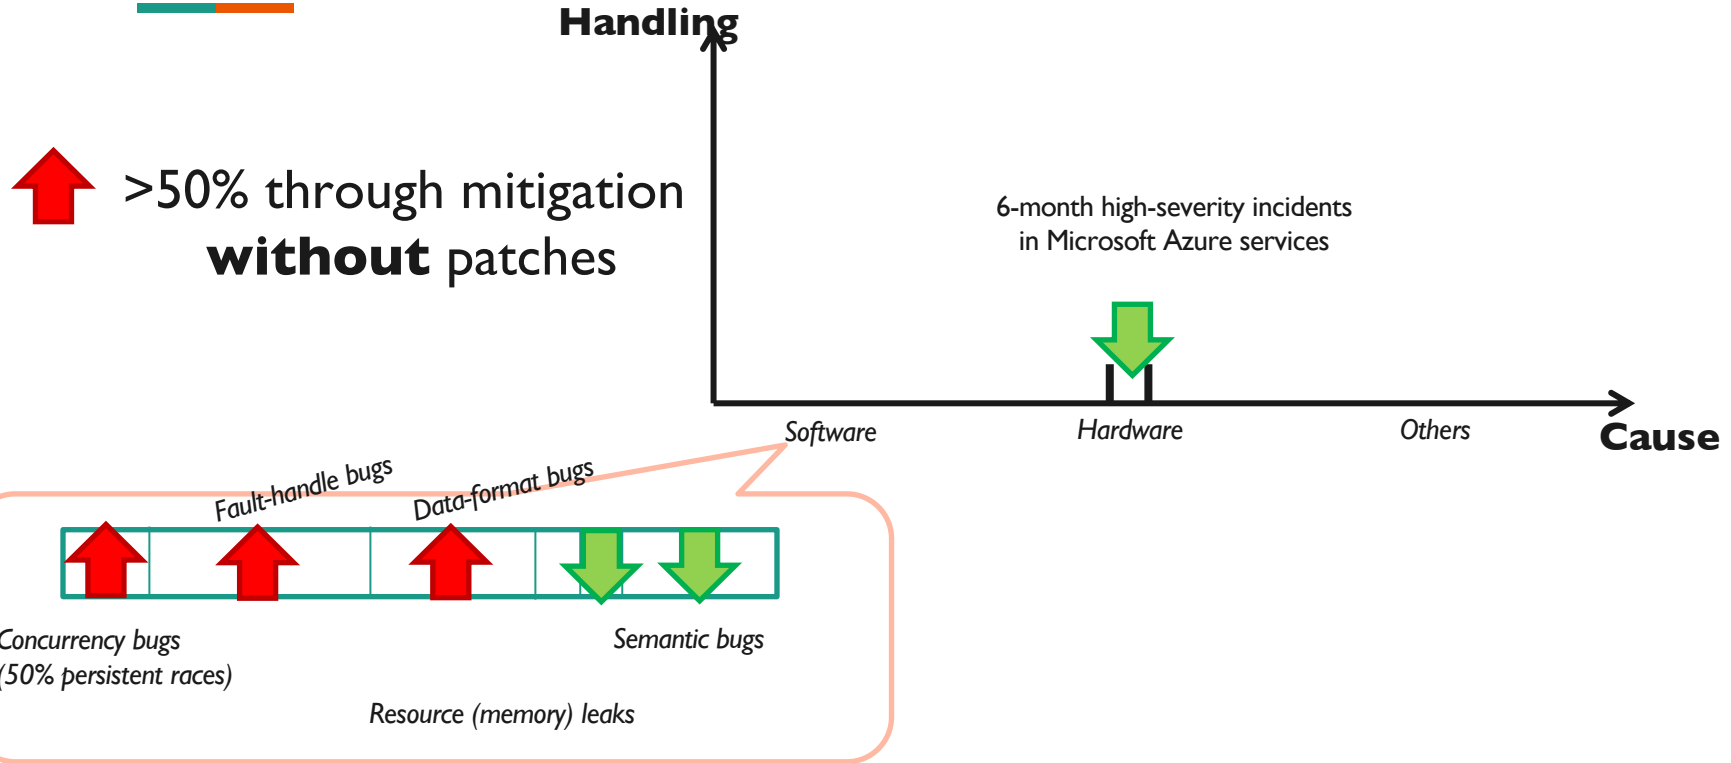 Handling
>50% through mitigation
without patches
6-month high-severity incidents
in Microsoft Azure services
Software
Hardware
Others
Cause
Fault-handle bugs
Data-format bugs
Concurrency bugs
(50% persistent races)
Semantic bugs
Resource (memory) leaks